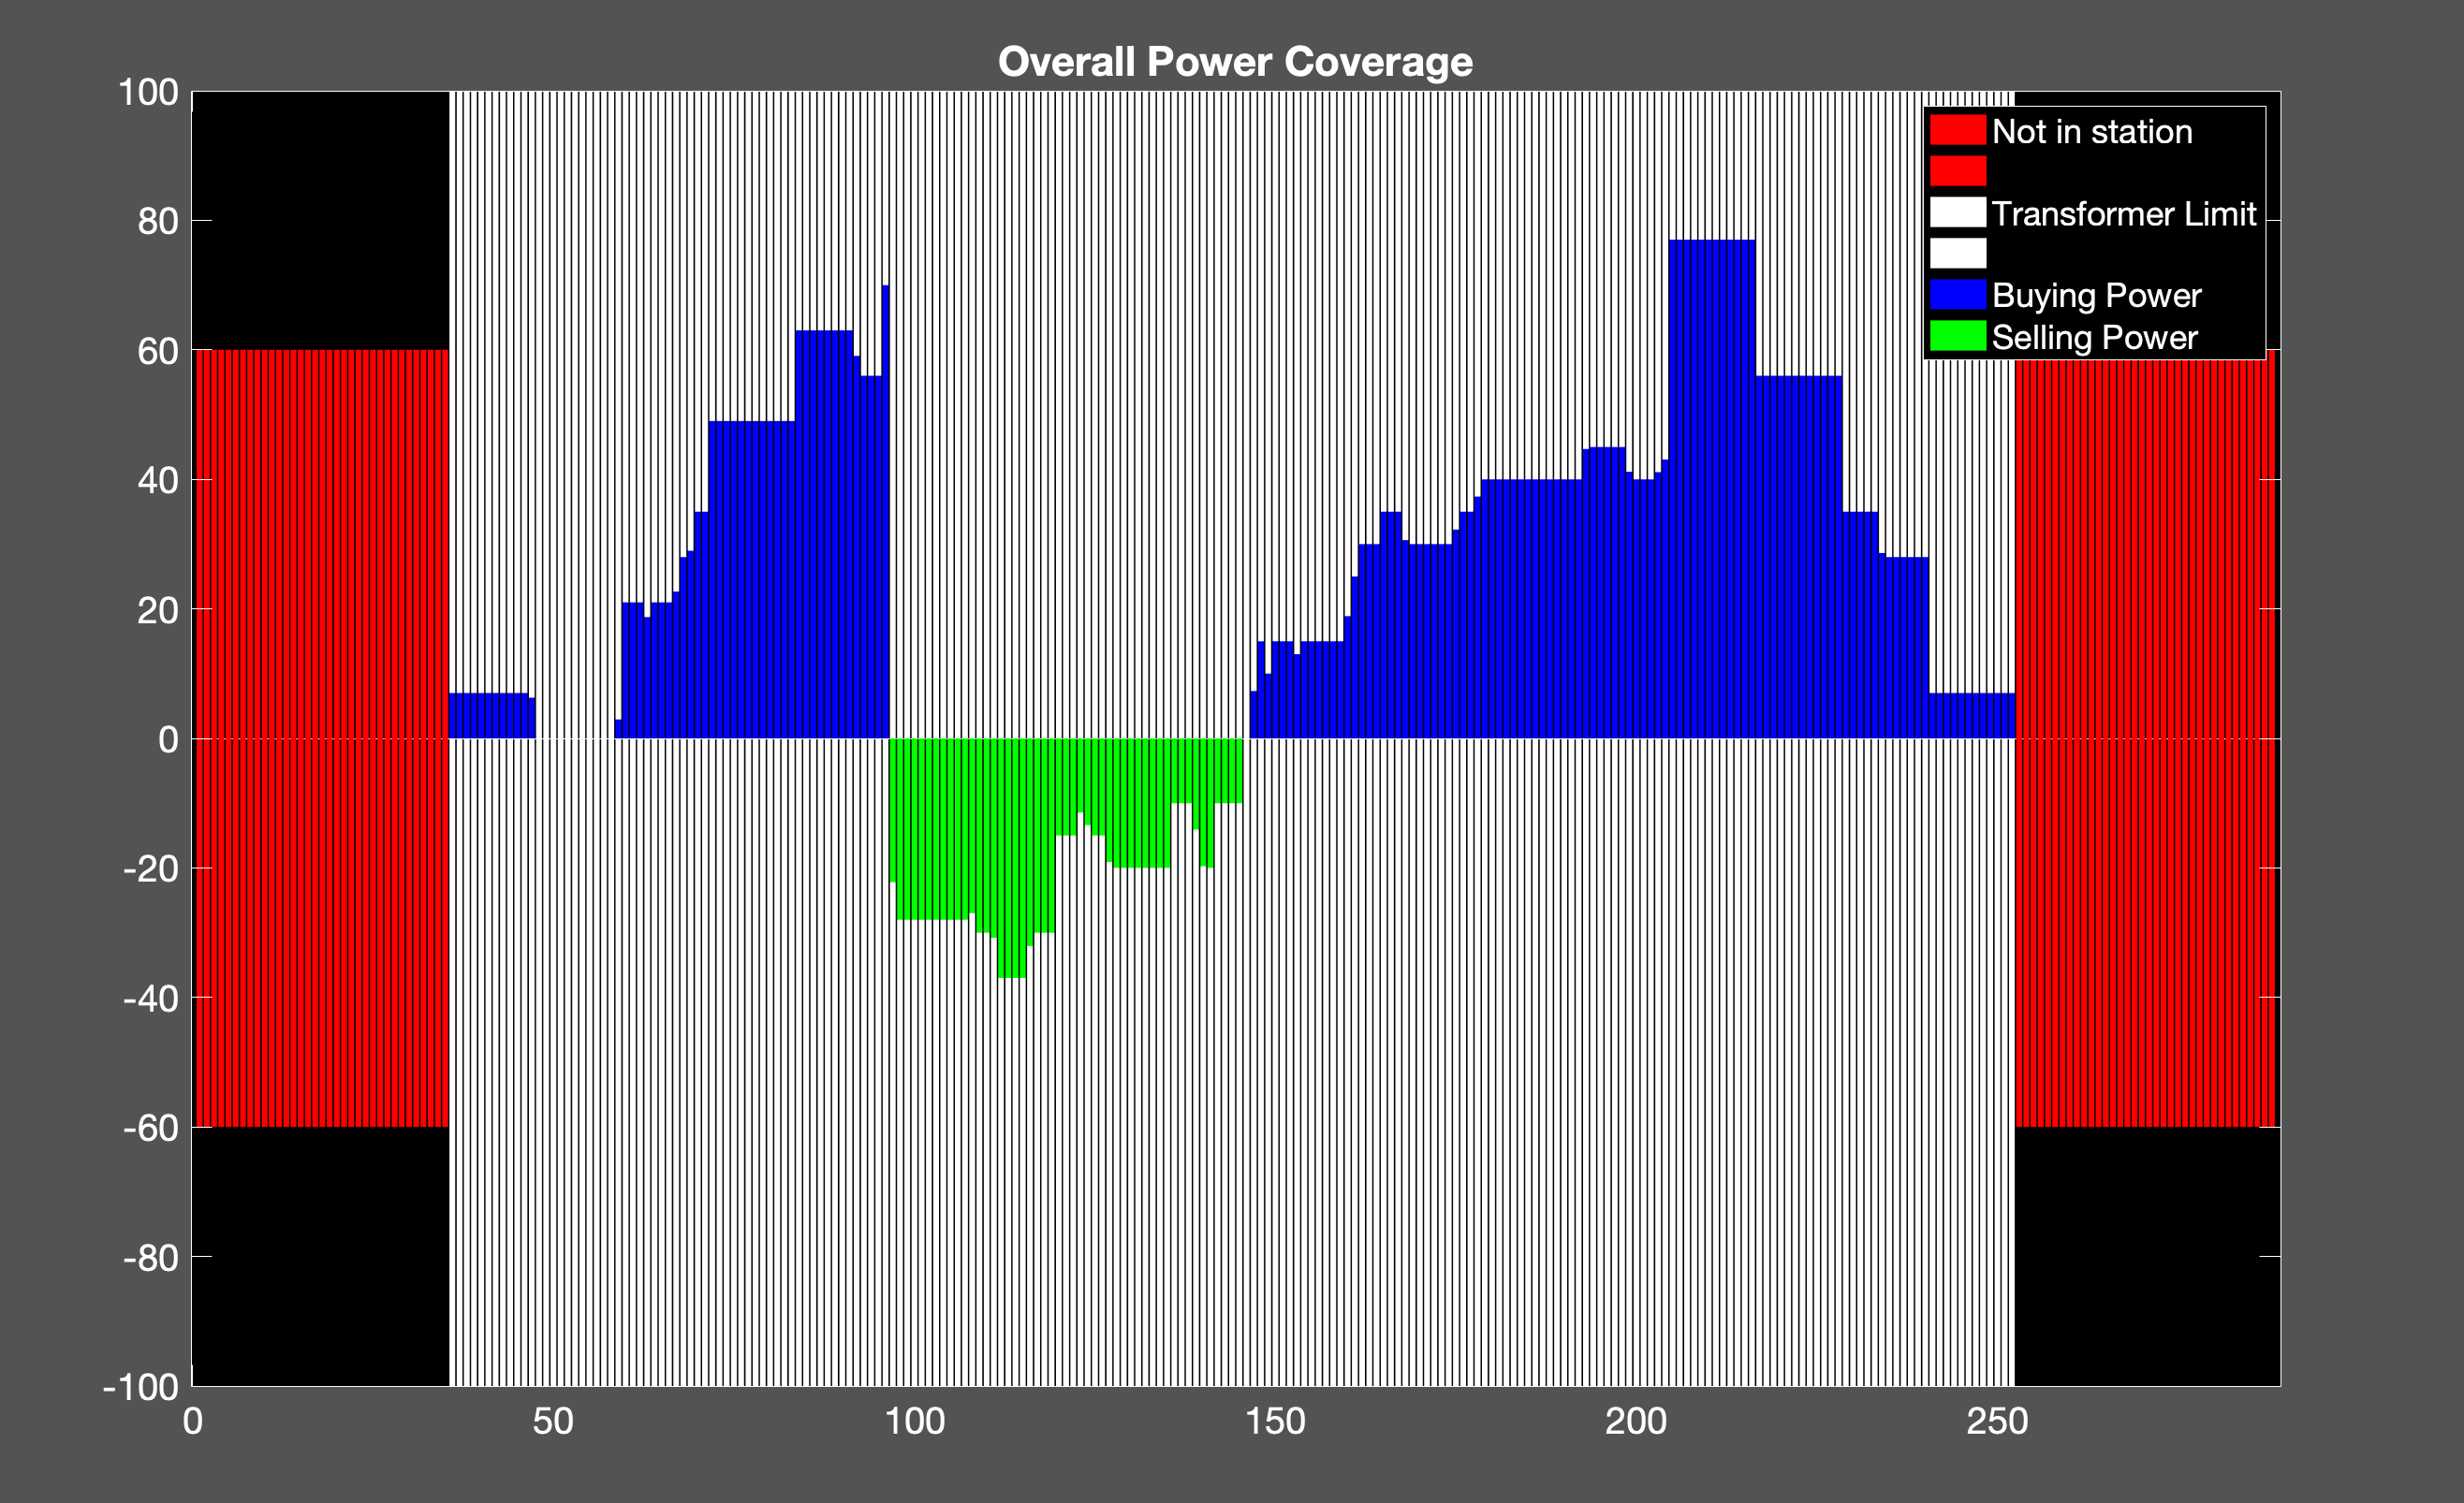 Overall Power Coverage
100
80
60
40
20
0
-20
-40
-60
-80
-100
0 50 100 150 200 250
Not in station
Transformer Limit
Buying Power
Selling Power